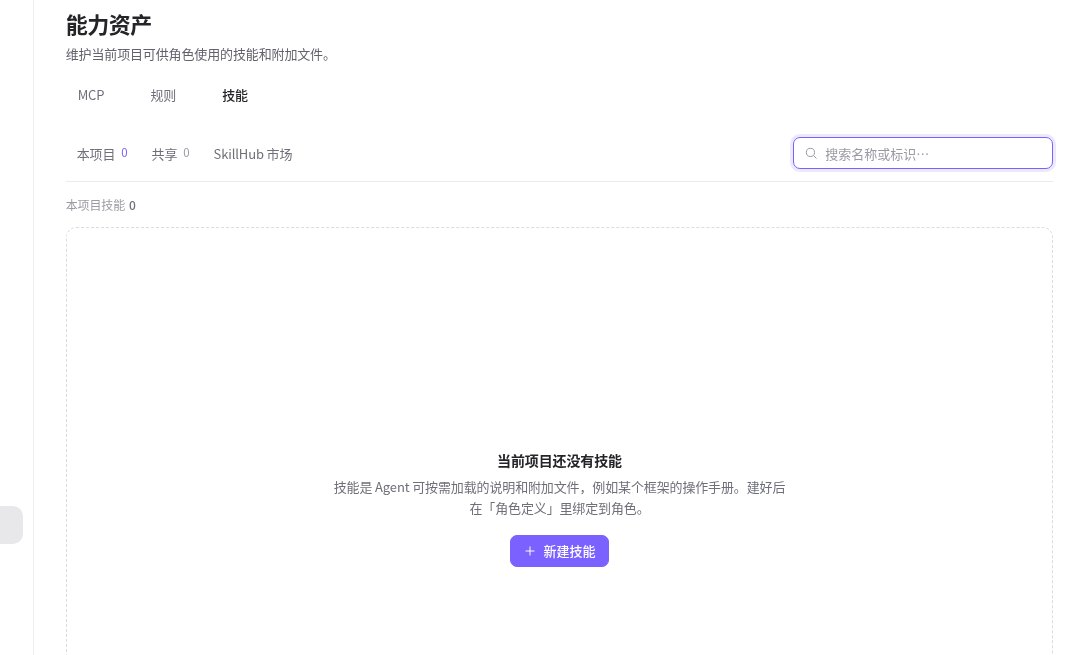 能力资产
维护当前项目可供角色使用的技能和附加文件。
MCP 规则 技能
本项目 0 共享 0 SkillHub 市场 搜索名称或标识…
本项目技能 0
当前项目还没有技能
技能是 Agent 可按需加载的说明和附加文件，例如某个框架的操作手册。建好后
在「角色定义」里绑定到角色。
+ 新建技能